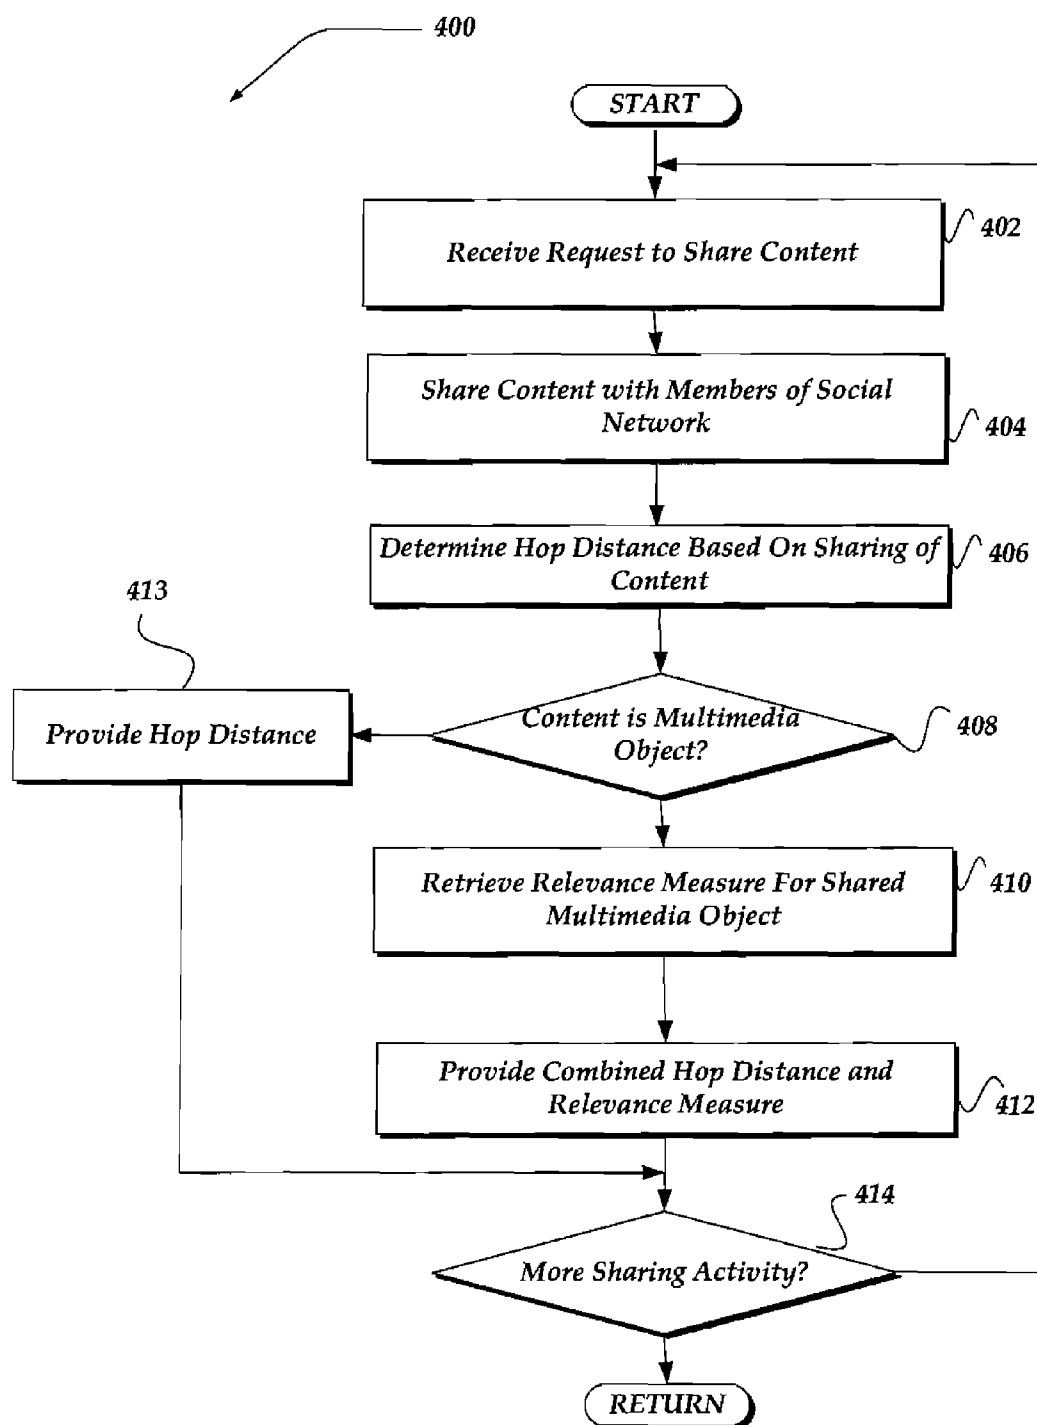 400
START
Receive Request to Share Content
402
Share Content with Members of Social
Network
404
Determine Hop Distance Based On Sharing of
Content
406
413
Provide Hop Distance
Content is Multimedia
Object?
408
Retrieve Relevance Measure For Shared
Multimedia Object
410
Provide Combined Hop Distance and
Relevance Measure
412
414
More Sharing Activity?
RETURN